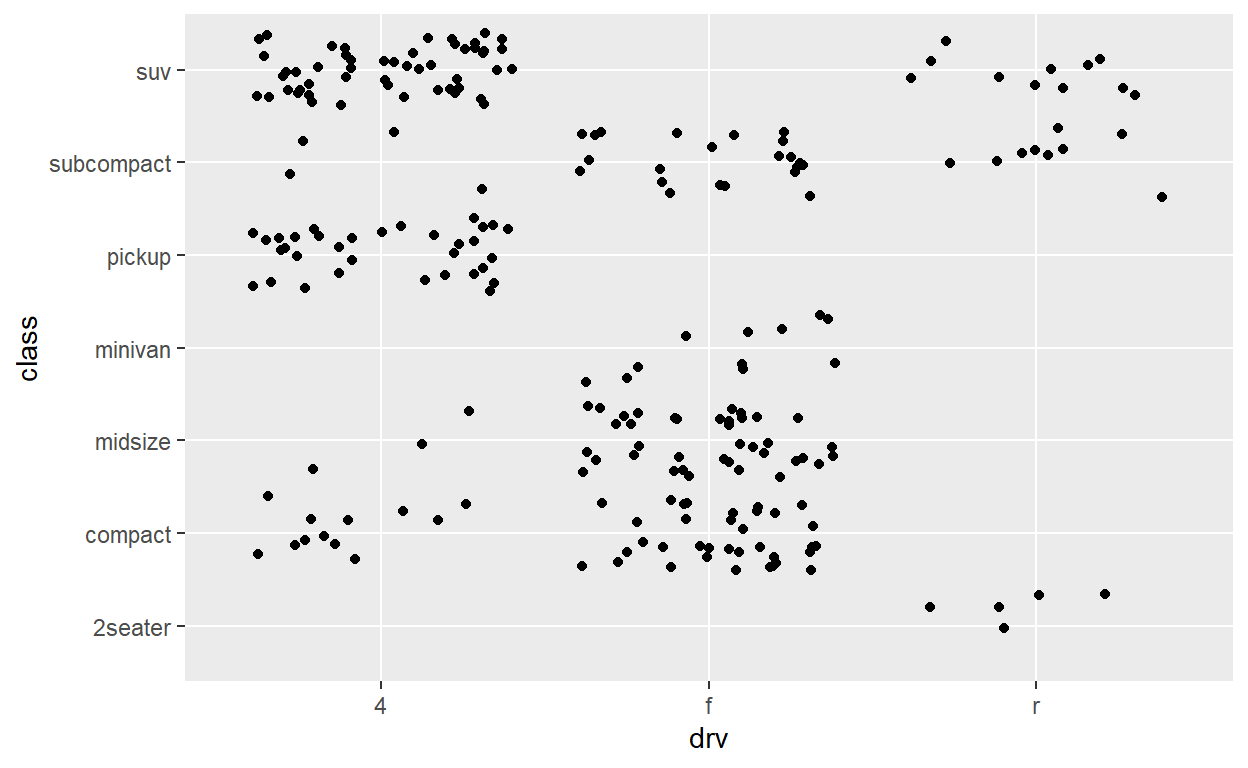 suv
subcompact
pickup
minivan
midsize
compact
2seater
class
4 f r
drv